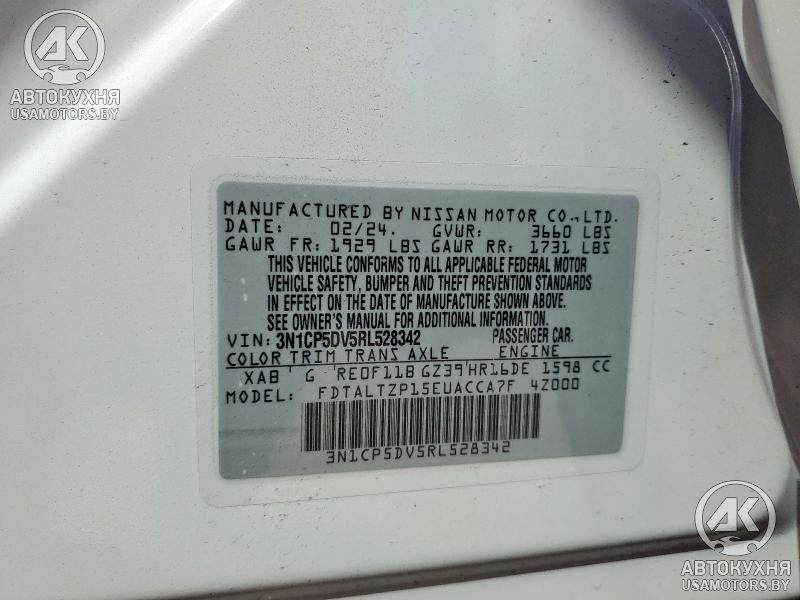 AK
АВТОКУХНЯ
USAMOTORS.BY
MANUFACTURED BY NISSAN MOTOR CO.,LTD.
DATE: 02/24. GVWR: 3660 LBS
GAWR FR: 1929 LBS GAWR RR: 1731 LBS
THIS VEHICLE CONFORMS TO ALL APPLICABLE FEDERAL MOTOR
VEHICLE SAFETY, BUMPER AND THEFT PREVENTION STANDARDS
IN EFFECT ON THE DATE OF MANUFACTURE SHOWN ABOVE.
SEE OWNER'S MANUAL FOR ADDITIONAL INFORMATION.
VIN: 3N1CP5DV5RL528342 PASSENGER CAR.
COLOR TRIM TRANS AXLE ENGINE
XAB G - RE0F11B GZ39 HR16DE 1598 CC
MODEL: FDTALTZP15EUACCA7F 4Z000
3N1CP5DV5RL528342
AK
АВТОКУХНЯ
USAMOTORS.BY